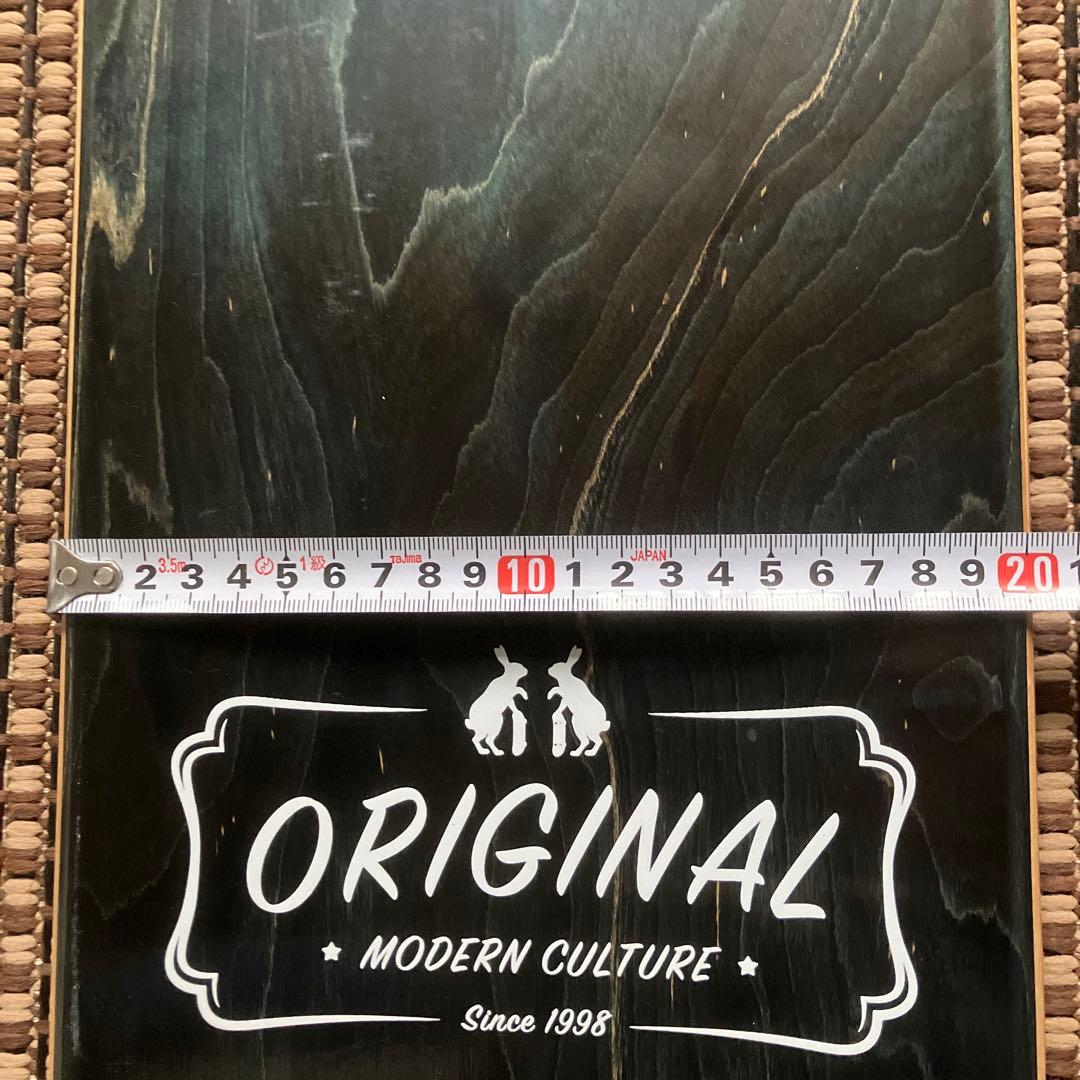 2 3.5m 3 4 5 1級 6 7 Tajima 8 9 10 1 2 JAPAN 3 4 5 6 7 8 9 20 1
ORIGINAL
MODERN CULTURE
Since 1998